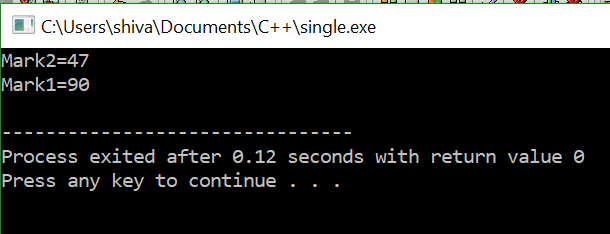 C:\Users\shiva\Documents\C++\single.exe
Mark2=47
Mark1=90
--------------------------------
Process exited after 0.12 seconds with return value 0
Press any key to continue . . .